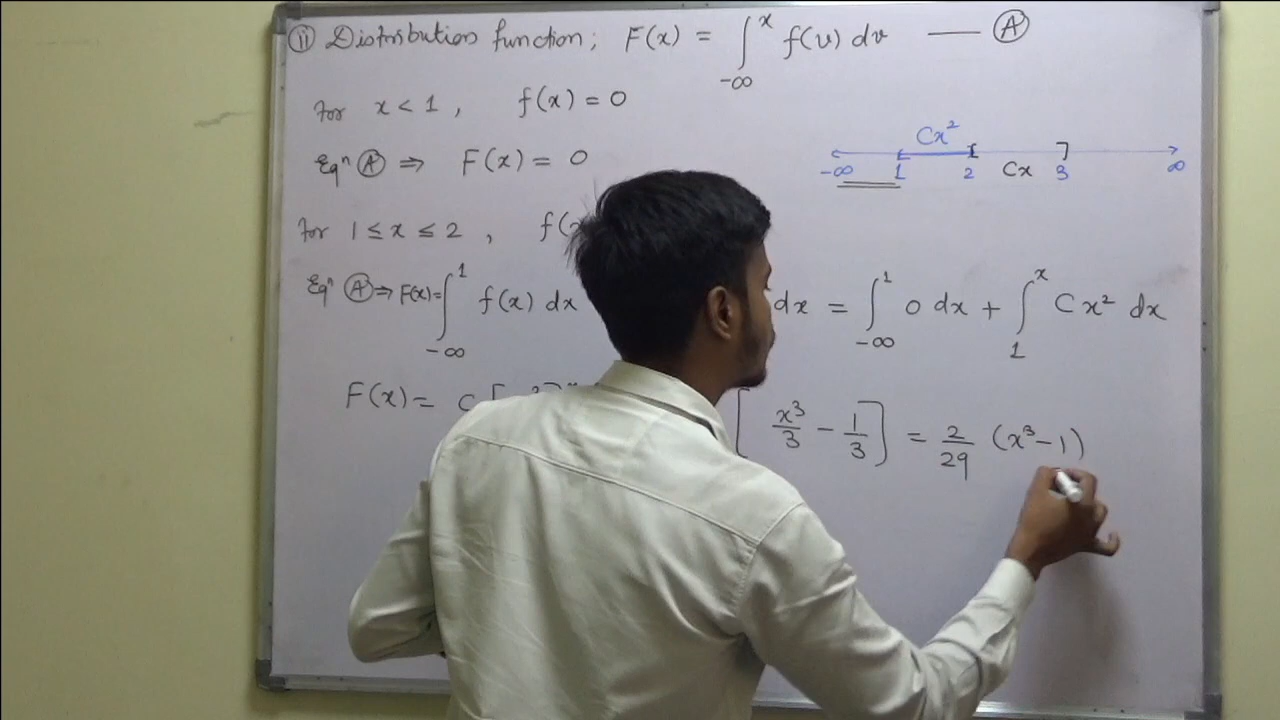 ii Distribution function; F(x) = ∫_{-∞}^{x} f(v) dv —— A
for x < 1 , f(x) = 0
Cx²
-∞ 1 2 Cx 3 ∞
Eqⁿ A ⇒ F(x) = 0
for 1 ≤ x ≤ 2 , f(
Eqⁿ A ⇒ F(x) = ∫_{-∞}^{1} f(x) dx dx = ∫_{-∞}^{1} 0 dx + ∫_{1}^{x} Cx² dx
F(x) = C [ x³/3 - 1/3 ] = 2/29 (x³ - 1)